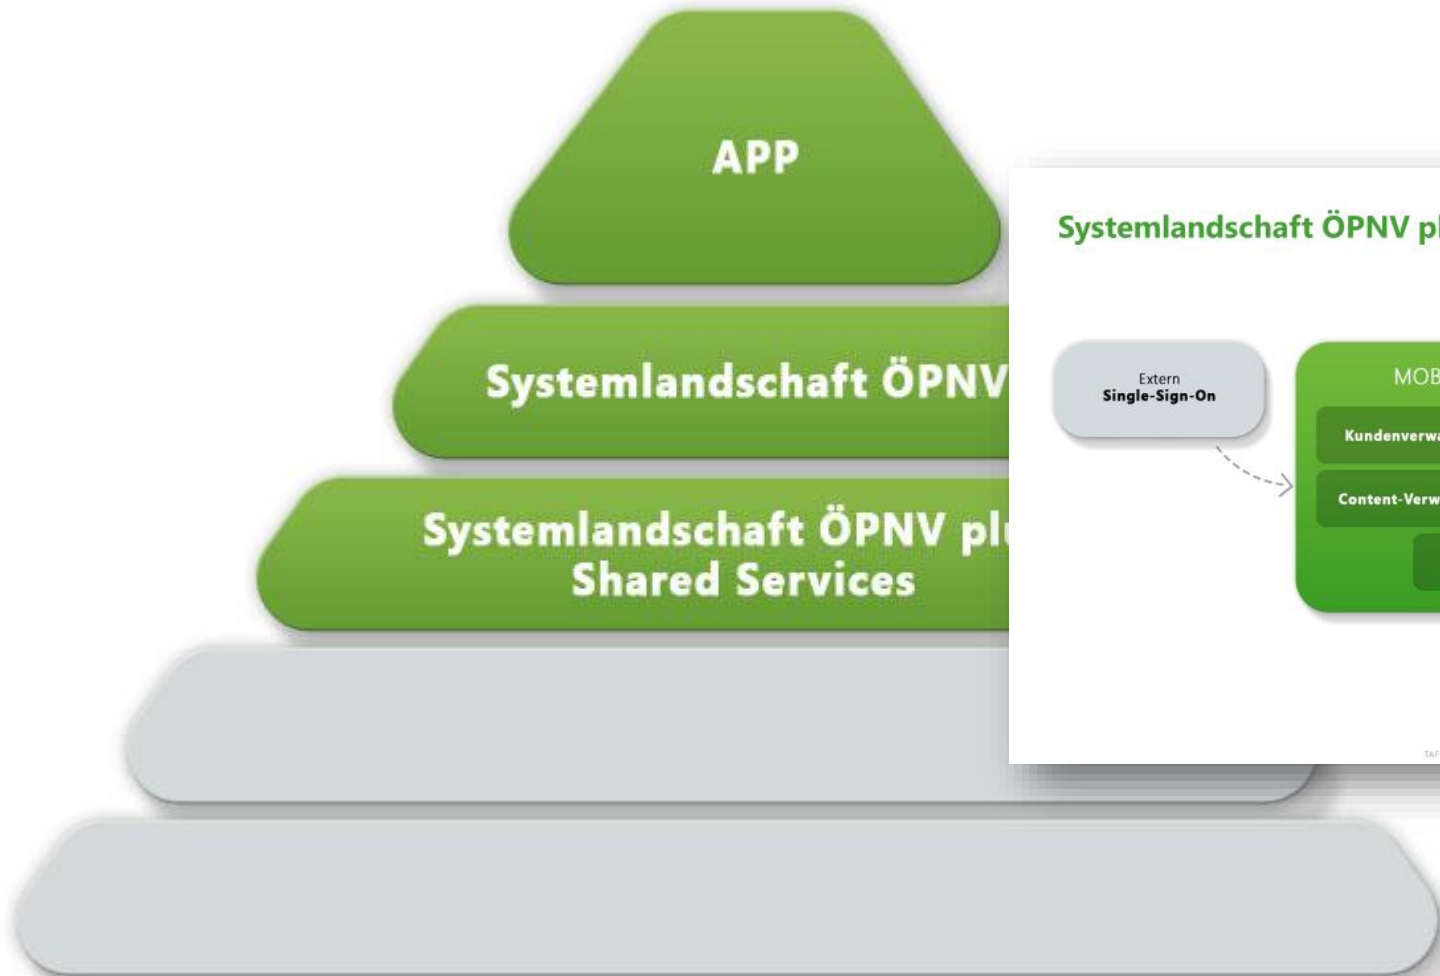 APP
Systemlandschaft ÖPNV
Systemlandschaft ÖPNV pl
Shared Services
Systemlandschaft ÖPNV pl
Extern
Single-Sign-On
MOB
Kundenverwa
Content-Verw
TAF